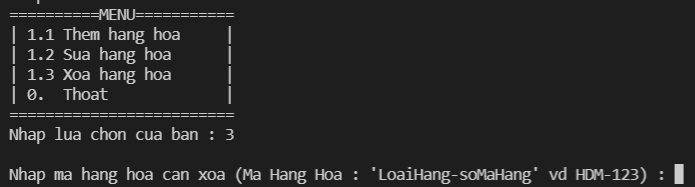 ==========MENU===========
| 1.1 Them hang hoa     |
| 1.2 Sua hang hoa      |
| 1.3 Xoa hang hoa      |
| 0.  Thoat             |
=========================
Nhap lua chon cua ban : 3
Nhap ma hang hoa can xoa (Ma Hang Hoa : 'LoaiHang-soMaHang' vd HDM-123) :